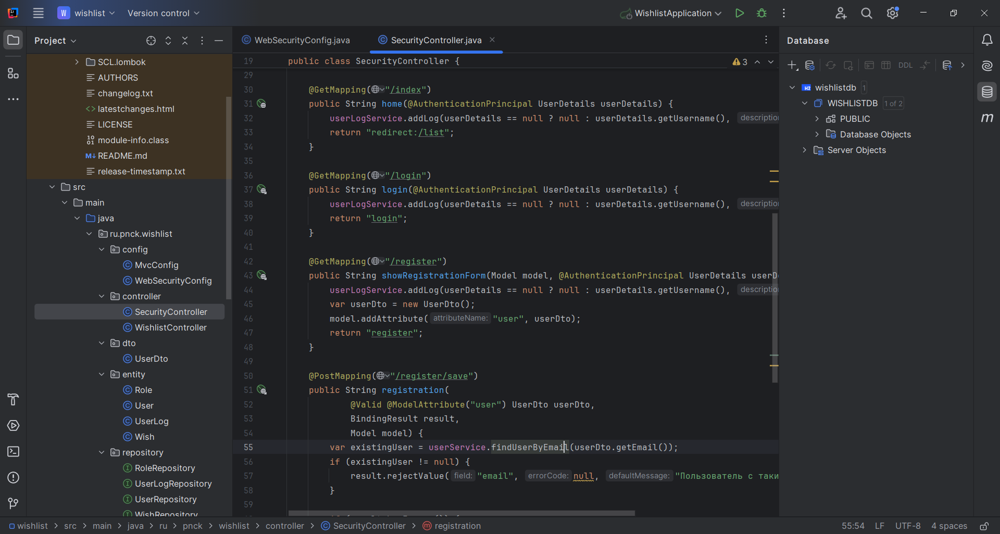 W wishlist Version control WishlistApplication
Project
SCL.lombok
AUTHORS
changelog.txt
latestchanges.html
LICENSE
module-info.class
README.md
release-timestamp.txt
src
main
java
ru.pnck.wishlist
config
MvcConfig
WebSecurityConfig
controller
SecurityController
WishlistController
dto
UserDto
entity
Role
User
UserLog
Wish
repository
RoleRepository
UserLogRepository
UserRepository
WishRepository
WebSecurityConfig.java SecurityController.java
19 public class SecurityController { 3
29
30 @GetMapping("/index")
31 public String home(@AuthenticationPrincipal UserDetails userDetails) {
32 userLogService.addLog(userDetails == null ? null : userDetails.getUsername(), descriptio
33 return "redirect:/list";
34 }
35
36 @GetMapping("/login")
37 public String login(@AuthenticationPrincipal UserDetails userDetails) {
38 userLogService.addLog(userDetails == null ? null : userDetails.getUsername(), descriptio
39 return "login";
40 }
41
42 @GetMapping("/register")
43 public String showRegistrationForm(Model model, @AuthenticationPrincipal UserDetails userD
44 userLogService.addLog(userDetails == null ? null : userDetails.getUsername(), descriptio
45 var userDto = new UserDto();
46 model.addAttribute( attributeName: "user", userDto);
47 return "register";
48 }
49
50 @PostMapping("/register/save")
51 public String registration(
52 @Valid @ModelAttribute("user") UserDto userDto,
53 BindingResult result,
54 Model model) {
55 var existingUser = userService.findUserByEmail(userDto.getEmail());
56 if (existingUser != null) {
57 result.rejectValue( field: "email", errorCode: null, defaultMessage: "Пользователь с таки
58 }
59
Database
DDL
wishlistdb 1
WISHLISTDB 1 of 2
PUBLIC
Database Objects
Server Objects
wishlist > src > main > java > ru > pnck > wishlist > controller > SecurityController > registration
55:54 LF UTF-8 4 spaces